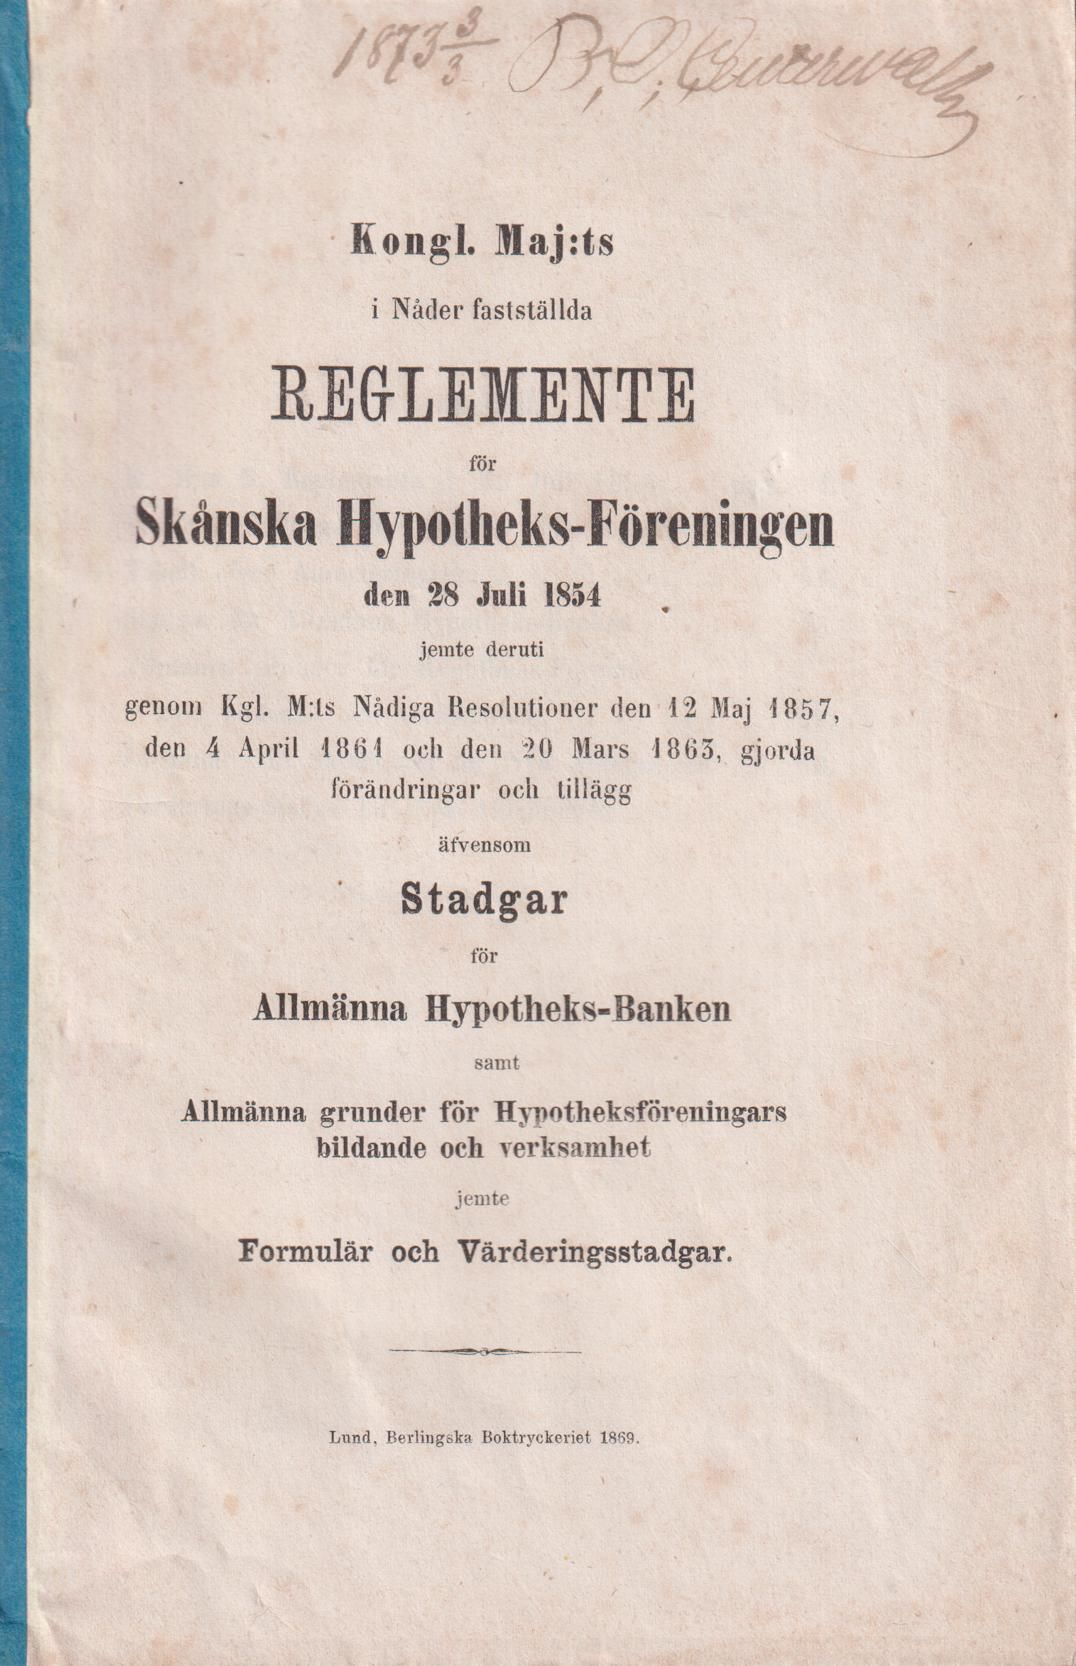 1873 3/3
Kongl. Maj:ts
i Nåder fastställda
REGLEMENTE
för
Skånska Hypotheks-Föreningen
den 28 Juli 1854
jemte deruti
genom Kgl. M:ts Nådiga Resolutioner den 12 Maj 1857,
den 4 April 1861 och den 20 Mars 1863, gjorda
förändringar och tillägg
äfvensom
Stadgar
för
Allmänna Hypotheks-Banken
samt
Allmänna grunder för Hypotheksföreningars
bildande och verksamhet
jemte
Formulär och Värderingsstadgar.
Lund, Berlingska Boktryckeriet 1869.